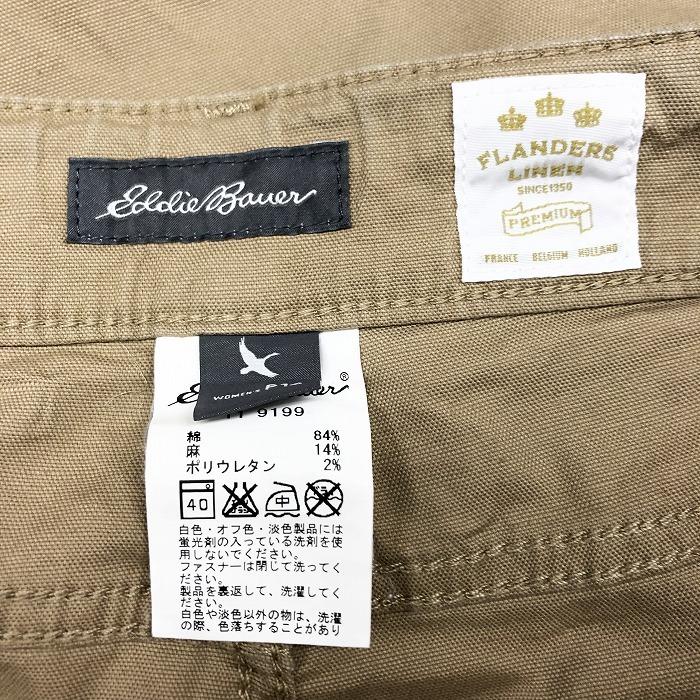 Eddie Bauer
FLANDERS
LINEN
SINCE 1350
PREMIUM
FRANCE BELGIUM HOLLAND
WOMEN'S
®
9199
綿 84%
麻 14%
ポリウレタン 2%
40 中
白色・オフ色・淡色製品には
蛍光剤の入っている洗剤を使用
しないでください。
ファスナーは閉じて洗ってく
ださい。
製品を裏返して、洗濯してく
ださい。
白色や淡色以外の物は、洗濯
の際、色落ちすることがあり